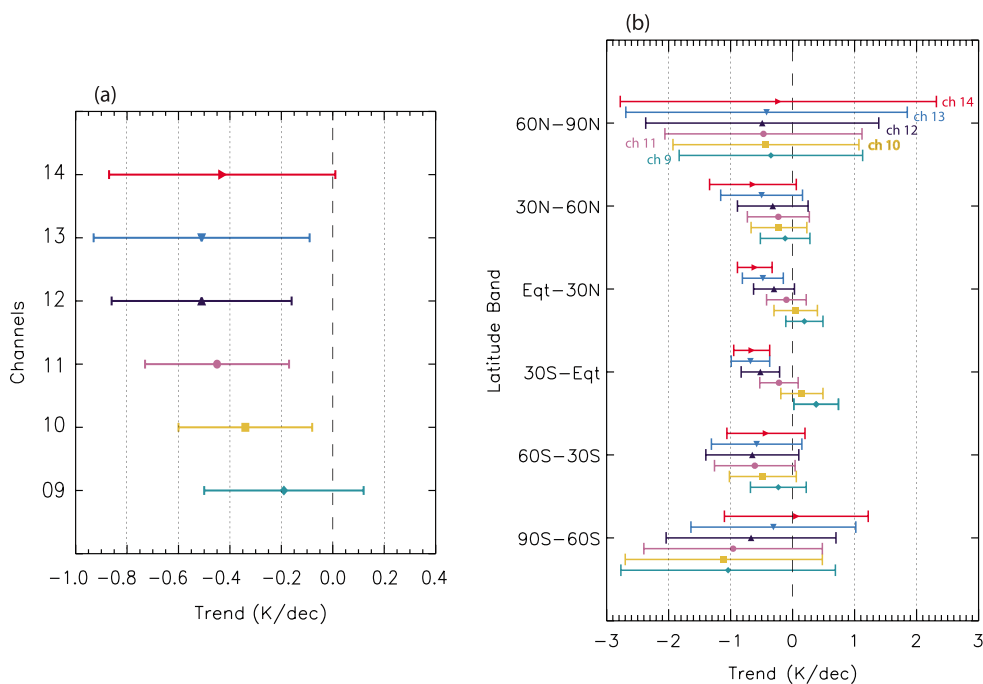 (a)
Channels
14
13
12
11
10
09
−1.0 −0.8 −0.6 −0.4 −0.2 0.0 0.2 0.4
Trend (K/dec)
(b)
Latitude Band
ch 14
ch 13
60N−90N
ch 12
ch 11
ch 10
ch 9
30N−60N
Eqt−30N
30S−Eqt
60S−30S
90S−60S
−3 −2 −1 0 1 2 3
Trend (K/dec)